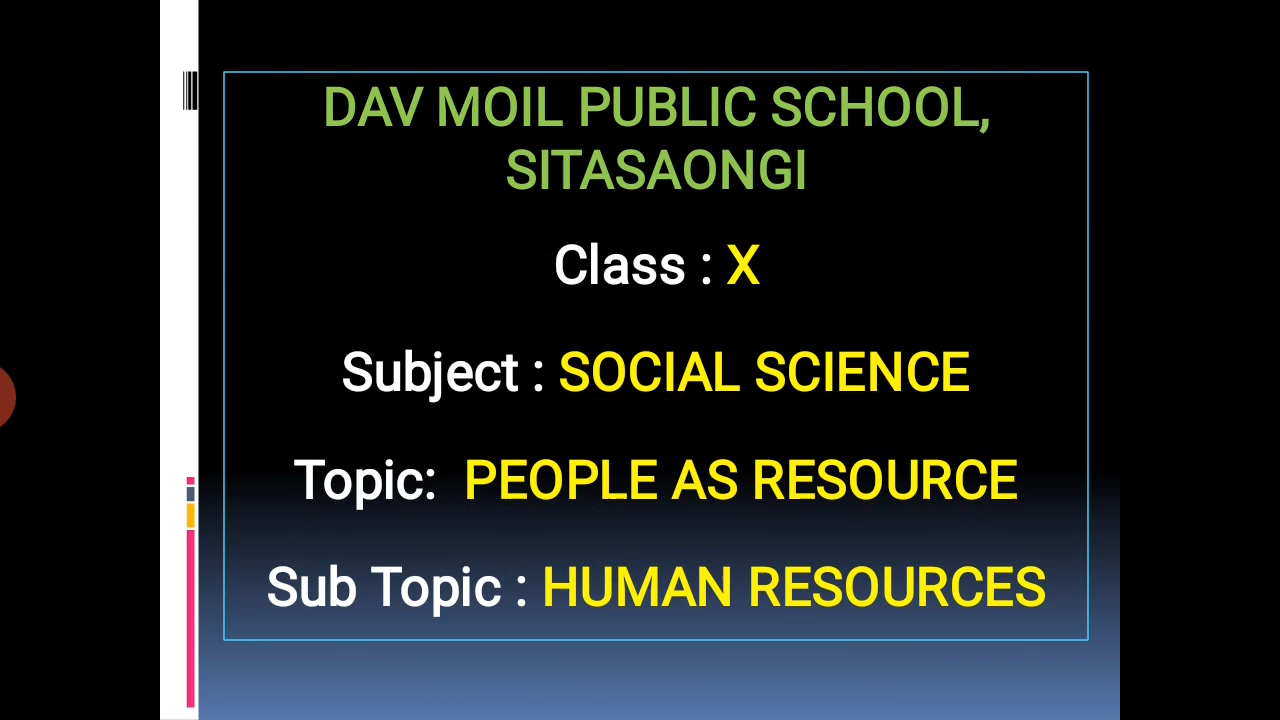 DAV MOIL PUBLIC SCHOOL,
SITASAONGI
Class : X
Subject : SOCIAL SCIENCE
Topic: PEOPLE AS RESOURCE
Sub Topic : HUMAN RESOURCES